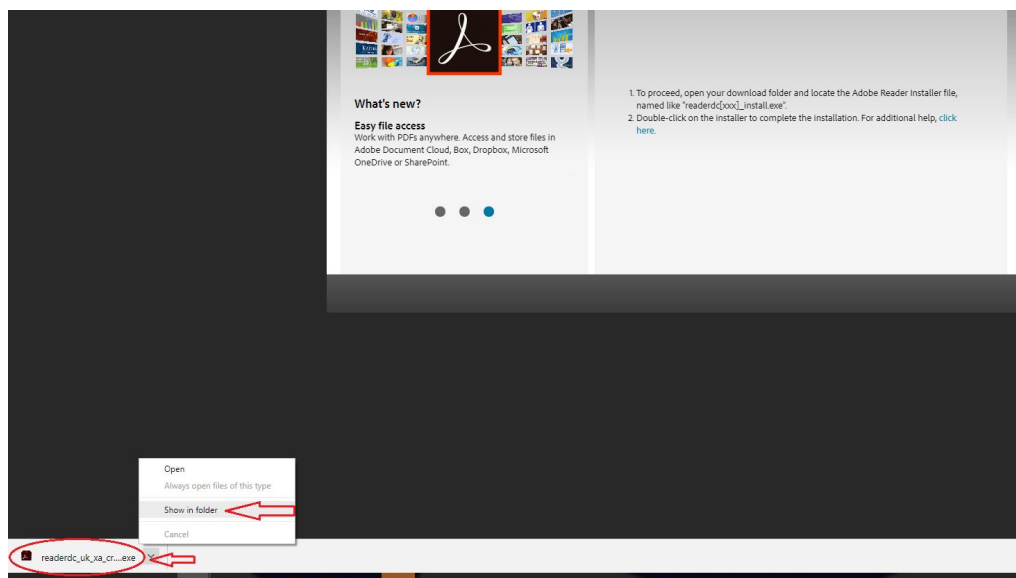 What's new?
Easy file access
Work with PDFs anywhere. Access and store files in
Adobe Document Cloud, Box, Dropbox, Microsoft
OneDrive or SharePoint.
1. To proceed, open your download folder and locate the Adobe Reader Installer file,
named like "readerdc[xxx]_install.exe".
2. Double-click on the installer to complete the installation. For additional help, click
here.
Open
Always open files of this type
Show in folder
Cancel
readerdc_uk_xa_cr....exe